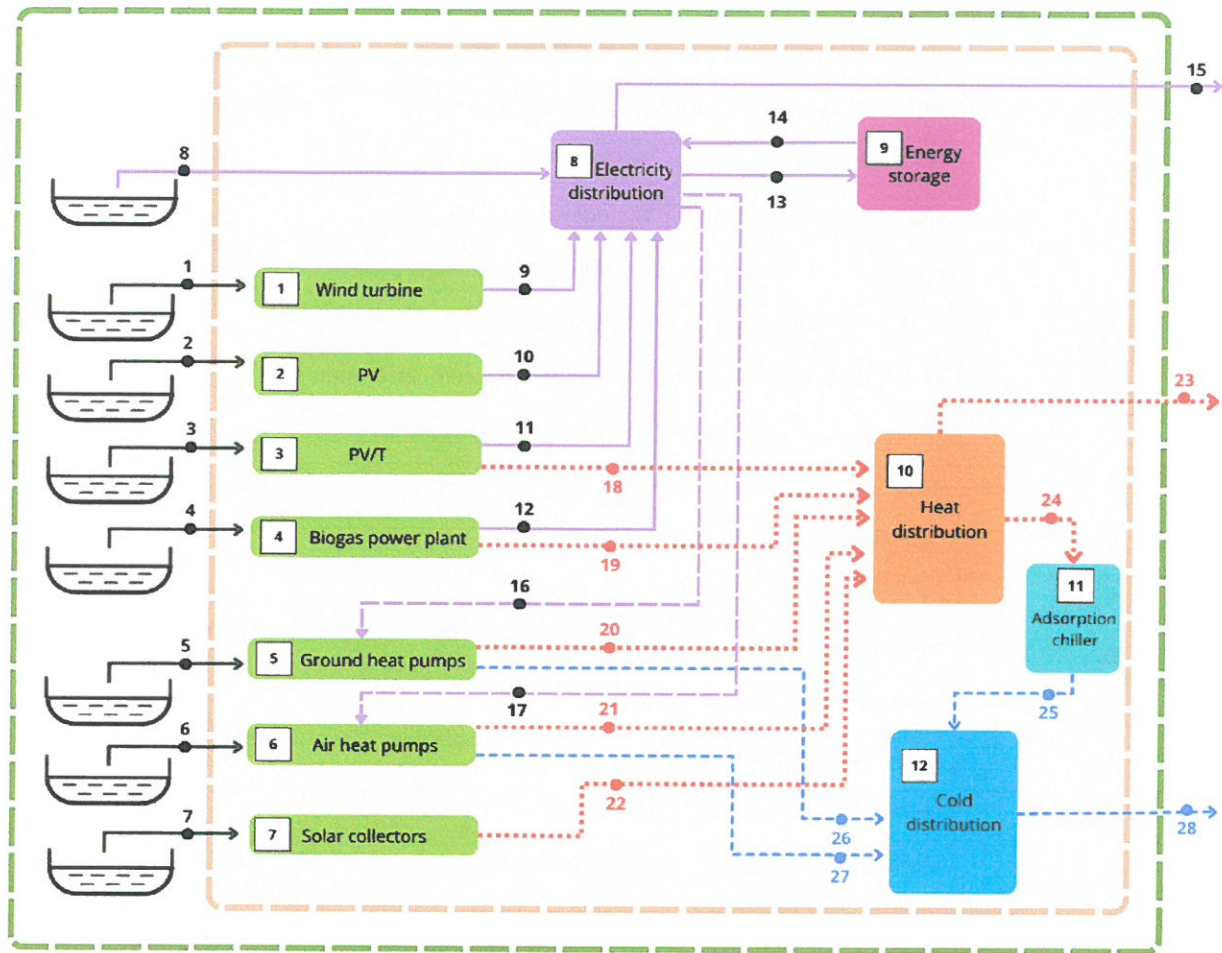 15
14
8
8 Electricity
distribution
9 Energy
storage
13
1
9
1 Wind turbine
2
10
2 PV
23
3
11
3 PV/T
18
10
Heat
distribution
24
4
12
4 Biogas power plant
19
11
Adsorption
chiller
16
5
20
5 Ground heat pumps
17
21
25
6
6 Air heat pumps
12
Cold
distribution
22
7
7 Solar collectors
26
27
28